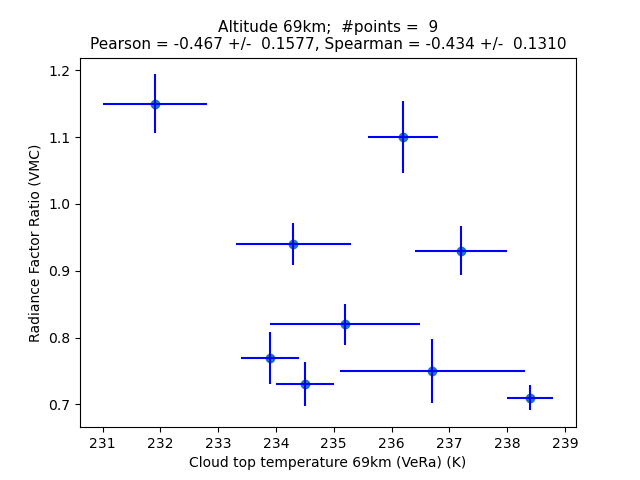 Altitude 69km;  #points =  9
Pearson = -0.467 +/-  0.1577, Spearman = -0.434 +/-  0.1310
1.2
1.1
1.0
0.9
0.8
0.7
Radiance Factor Ratio (VMC)
231 232 233 234 235 236 237 238 239
Cloud top temperature 69km (VeRa) (K)